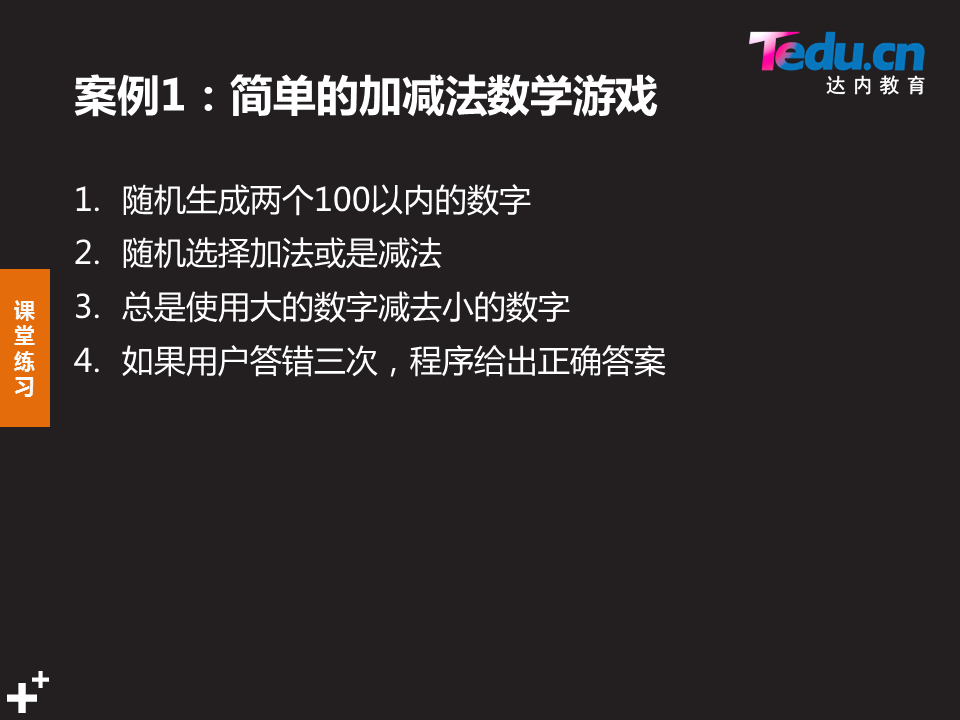 Tedu.cn
达内教育
案例1：简单的加减法数学游戏
1. 随机生成两个100以内的数字
2. 随机选择加法或是减法
3. 总是使用大的数字减去小的数字
4. 如果用户答错三次，程序给出正确答案
课
堂
练
习